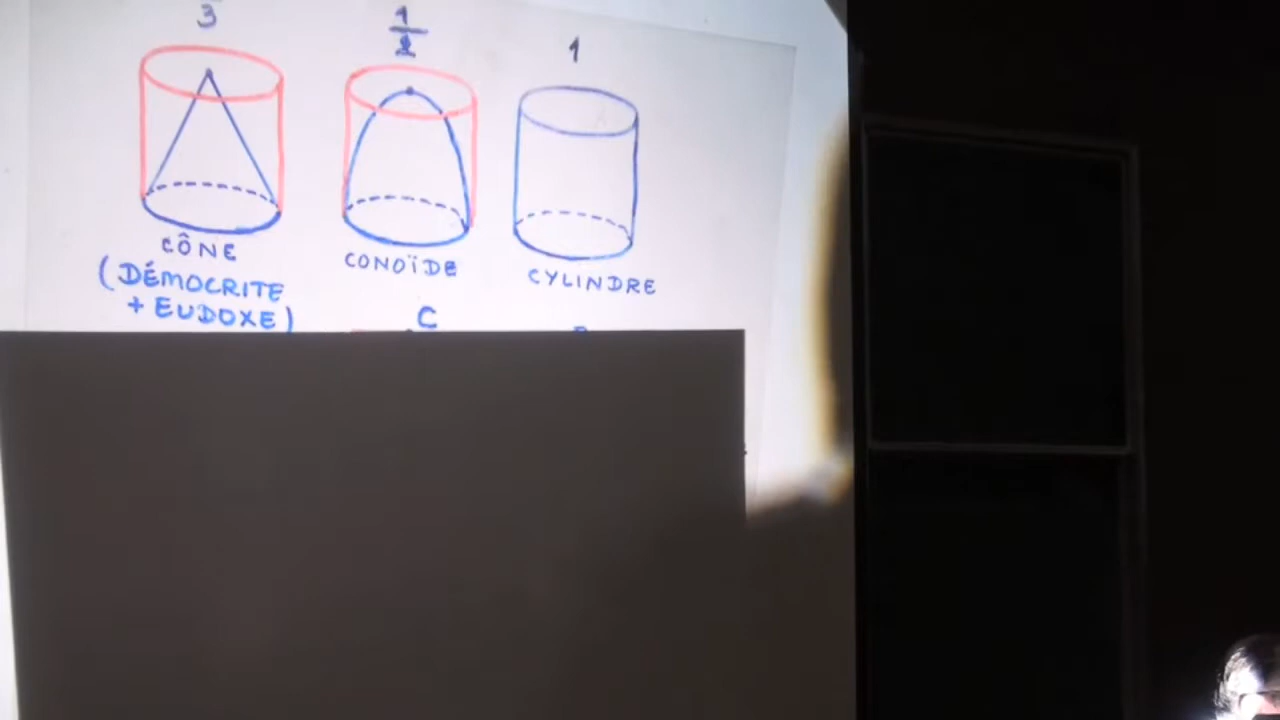 3
1
2
1
CÔNE
(DÉMOCRITE
+ EUDOXE)
CONOÏDE
CYLINDRE
C